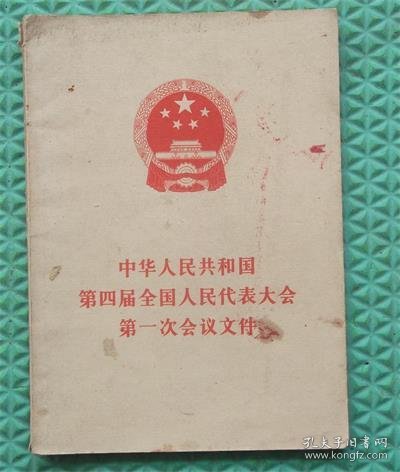 中华人民共和国
第四届全国人民代表大会
第一次会议文件
孔夫子旧书网
www.kongfz.com